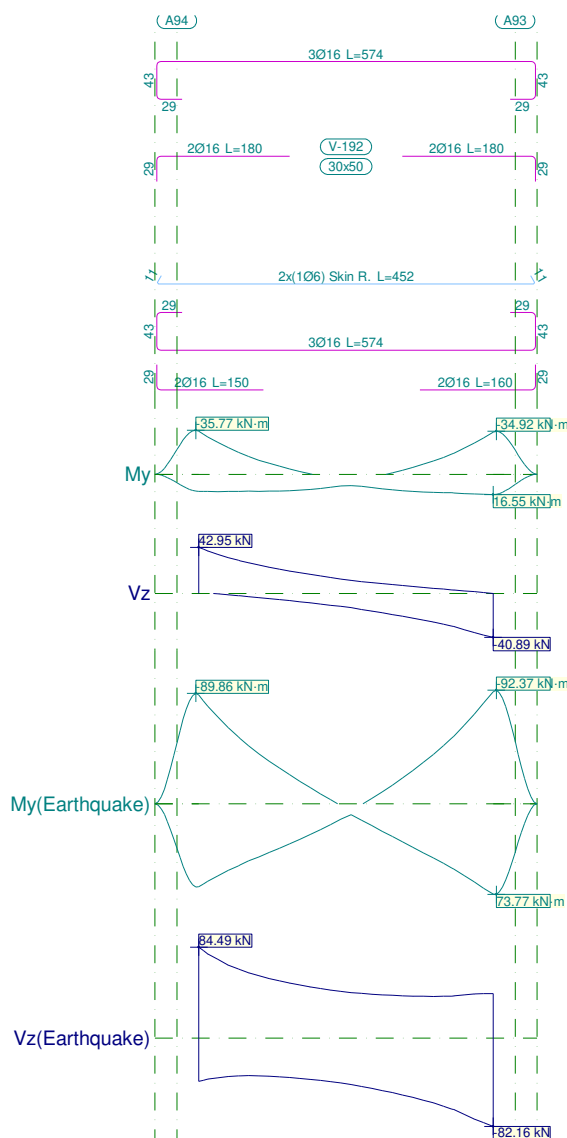 A94 A93
3Ø16 L=574
43 43
29 29
2Ø16 L=180 V-192 2Ø16 L=180
29 30x50 29
11 2x(1Ø6) Skin R. L=452 11
29 29
43 43
3Ø16 L=574
29 29
2Ø16 L=150 2Ø16 L=160
-35.77 kN·m -34.92 kN·m
My
16.55 kN·m
42.95 kN
Vz
-40.89 kN
-89.86 kN·m -92.37 kN·m
My(Earthquake)
73.77 kN·m
84.49 kN
Vz(Earthquake)
-82.16 kN